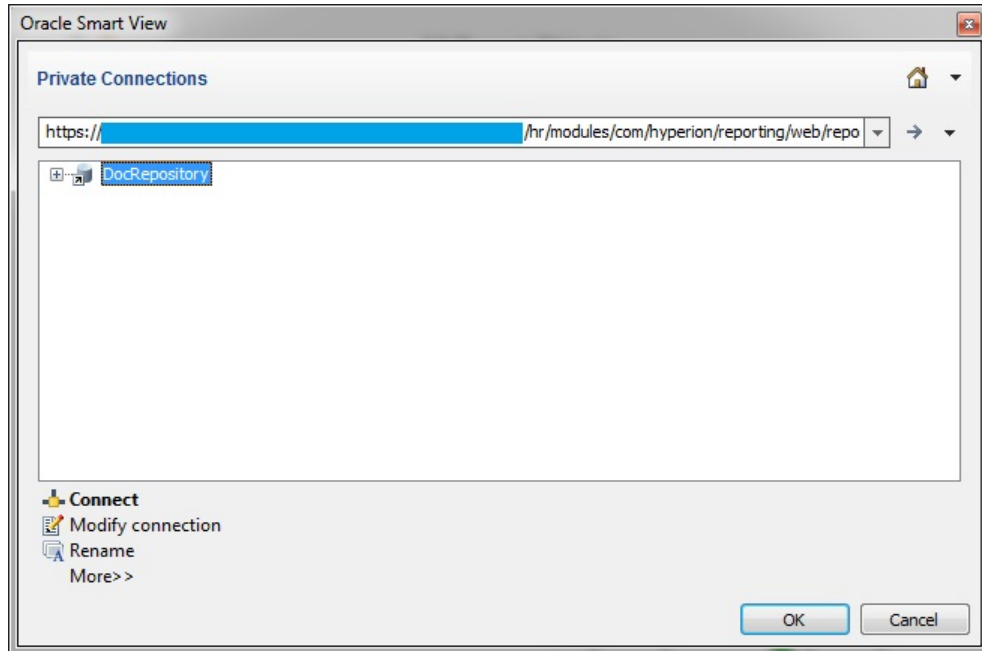 Oracle Smart View
Private Connections
https:// /hr/modules/com/hyperion/reporting/web/repo
DocRepository
Connect
Modify connection
Rename
More>>
OK Cancel